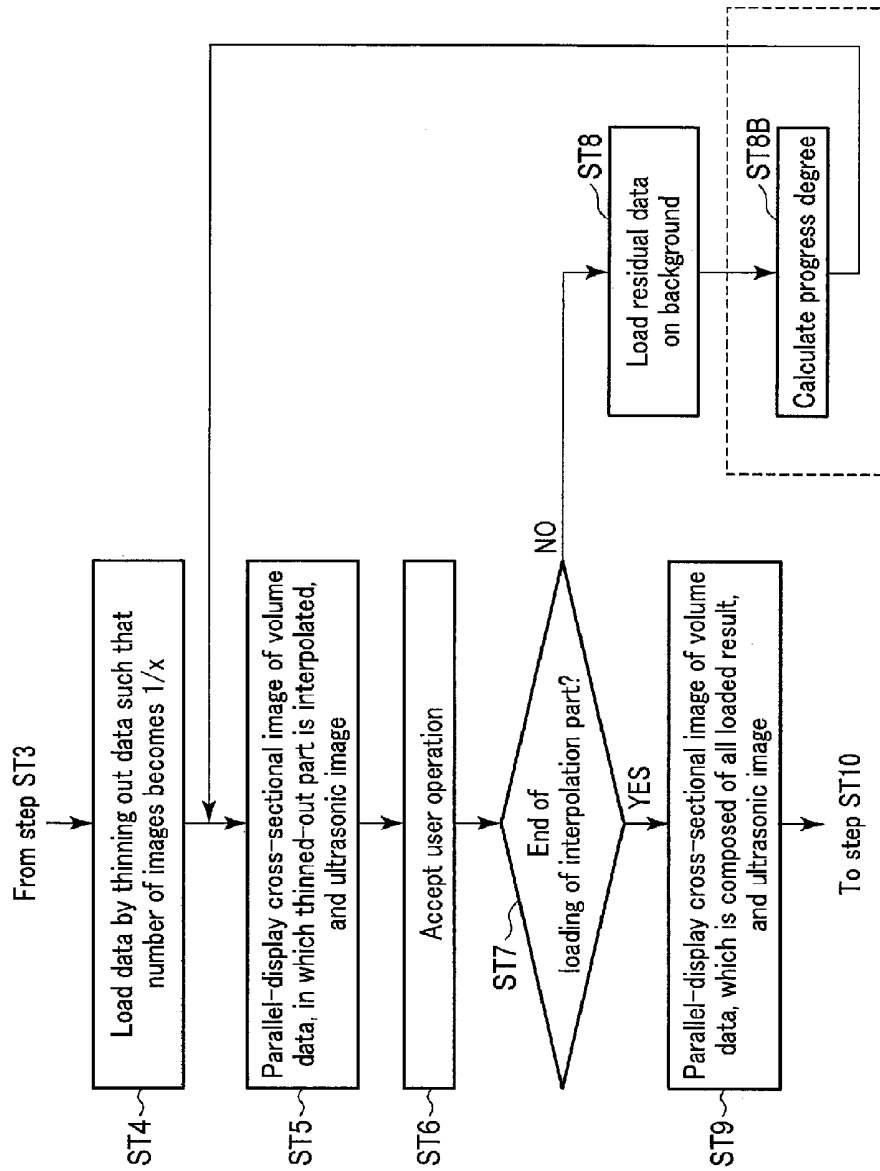 From step ST3
ST4
Load data by thinning out data such that
number of images becomes 1/x
ST5
Parallel-display cross-sectional image of volume
data, in which thinned-out part is interpolated,
and ultrasonic image
ST6
Accept user operation
ST7
End of
loading of interpolation part?
NO
YES
ST8
Load residual data
on background
ST8B
Calculate progress degree
ST9
Parallel-display cross-sectional image of volume
data, which is composed of all loaded result,
and ultrasonic image
To step ST10